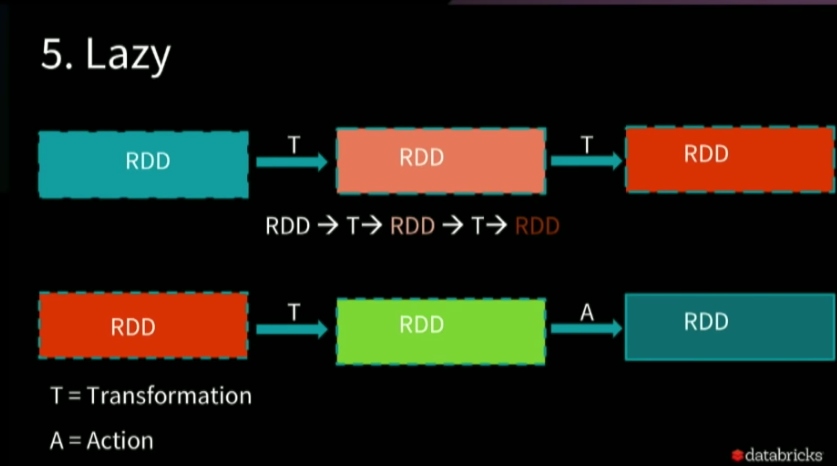 5. Lazy
RDD T RDD T RDD
RDD → T→ RDD → T→ RDD
RDD T RDD A RDD
T = Transformation
A = Action
databricks